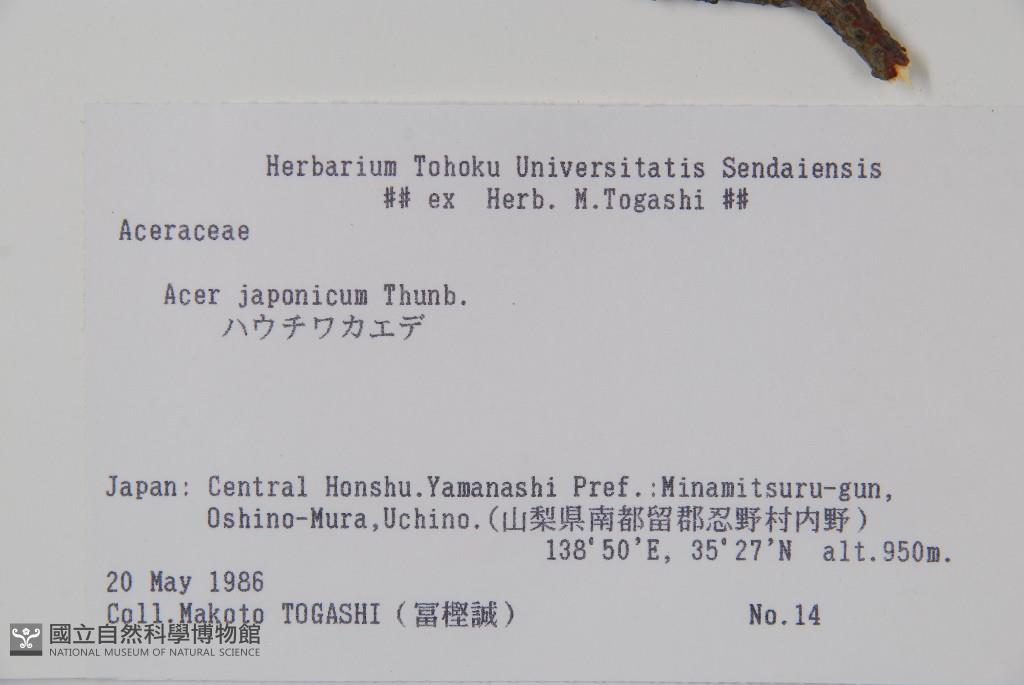 Herbarium Tohoku Universitatis Sendaiensis
## ex Herb. M.Togashi ##
Aceraceae
Acer japonicum Thunb.
ハウチワカエデ
Japan: Central Honshu.Yamanashi Pref.:Minamitsuru-gun,
Oshino-Mura,Uchino.(山梨県南都留郡忍野村内野)
138°50'E, 35°27'N alt.950m.
20 May 1986
Coll.Makoto TOGASHI (冨樫誠) No.14
國立自然科學博物館
NATIONAL MUSEUM OF NATURAL SCIENCE